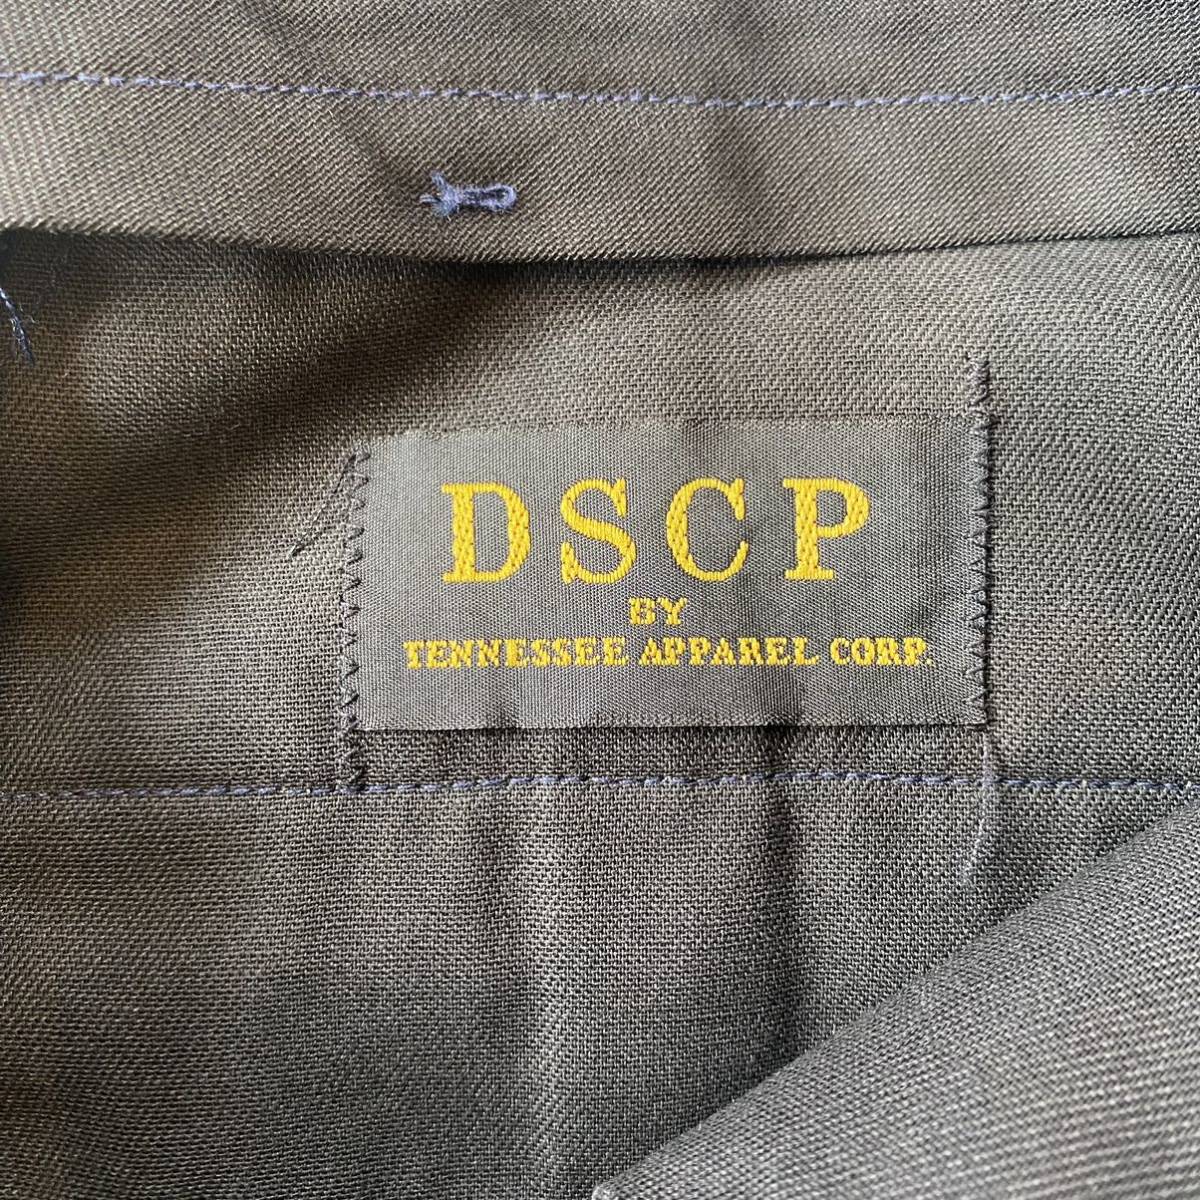 DSCP
BY
TENNESSEE APPAREL CORP.